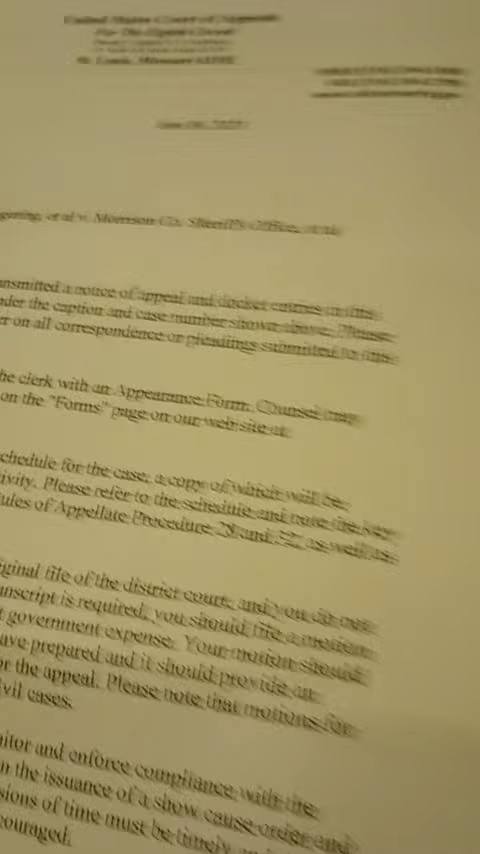 United States Court of Appeals
For The Eighth Circuit
St. Louis, Missouri
et al v. Morrison Co. Sheriff's Office, et al
ansmitted a notice of appeal and docket entries in this
der the caption and case number shown above. Please
er on all correspondence or pleadings submitted to this
he clerk with an Appearance Form. Counsel may
on the "Forms" page on our web site at
chedule for the case, a copy of which will be
ivity. Please refer to the schedule and note the key
ules of Appellate Procedure 28 and 32, as well as
iginal file of the district court, and you do not
anscript is required, you should file a motion
t government expense. Your motion should
ave prepared and it should provide an
or the appeal. Please note that motions for
ivil cases.
nitor and enforce compliance with the
n the issuance of a show cause order and
sions of time must be timely
couraged.